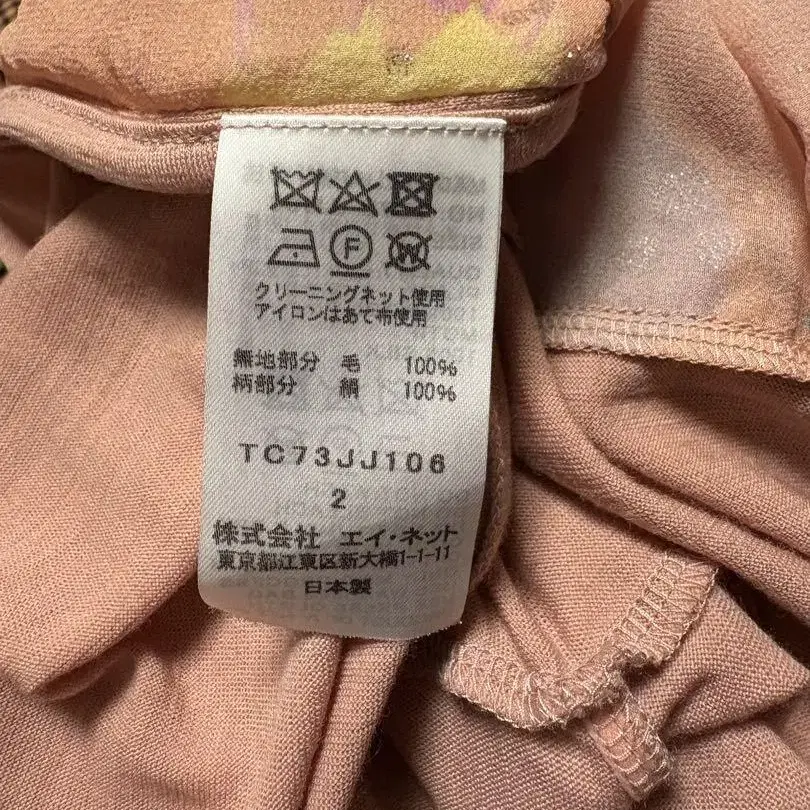 クリーニングネット使用
アイロンはあて布使用
無地部分 毛 100%
柄部分 絹 100%
TC73JJ106
2
株式会社 エイ・ネット
東京都江東区新大橋1-1-11
日本製